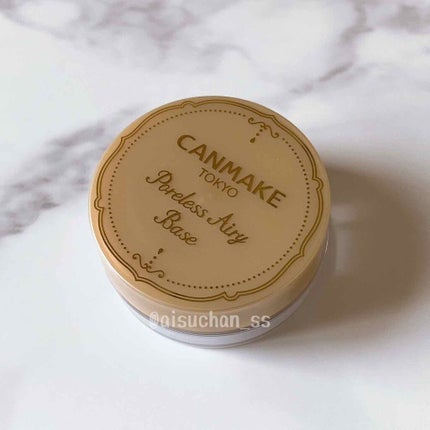 CANMAKE
TOKYO
Poreless Airy
Base
@aisuchan_ss